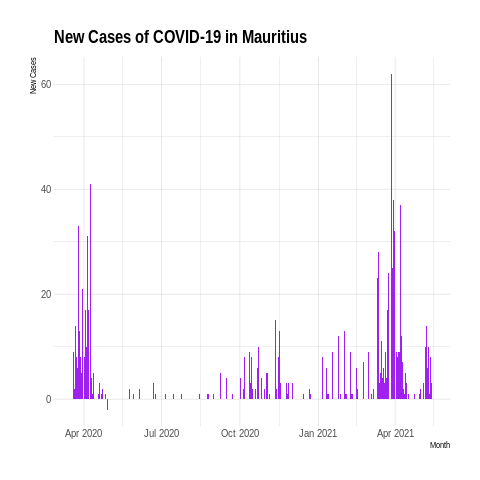 New Cases of COVID-19 in Mauritius
New Cases
60
40
20
0
Apr 2020 Jul 2020 Oct 2020 Jan 2021 Apr 2021
Month